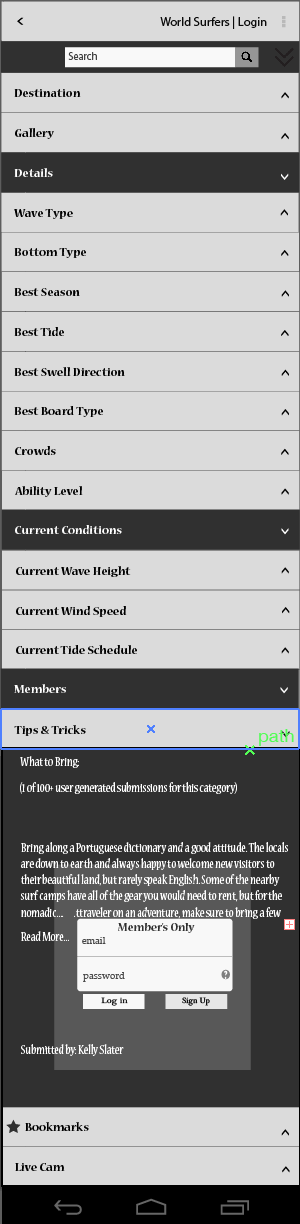 World Surfers | Login
Search
Destination
Gallery
Details
Wave Type
Bottom Type
Best Season
Best Tide
Best Swell Direction
Best Board Type
Crowds
Ability Level
Current Conditions
Current Wave Height
Current Wind Speed
Current Tide Schedule
Members
Tips & Tricks
path
What to Bring:
(1 of 100+ user generated submissions for this category)
Bring along a Portuguese dictionary and a good attitude. The locals
are down to earth and always happy to welcome new visitors to
their beautiful land, but rarely speak English. Some of the nearby
surf camps have all of the gear you would need to rent, but for the
nomadic... .ttraveler on an adventure, make sure to bring a few
Read More...
Member's Only
email
password
Log in
Sign Up
Submitted by: Kelly Slater
Bookmarks
Live Cam